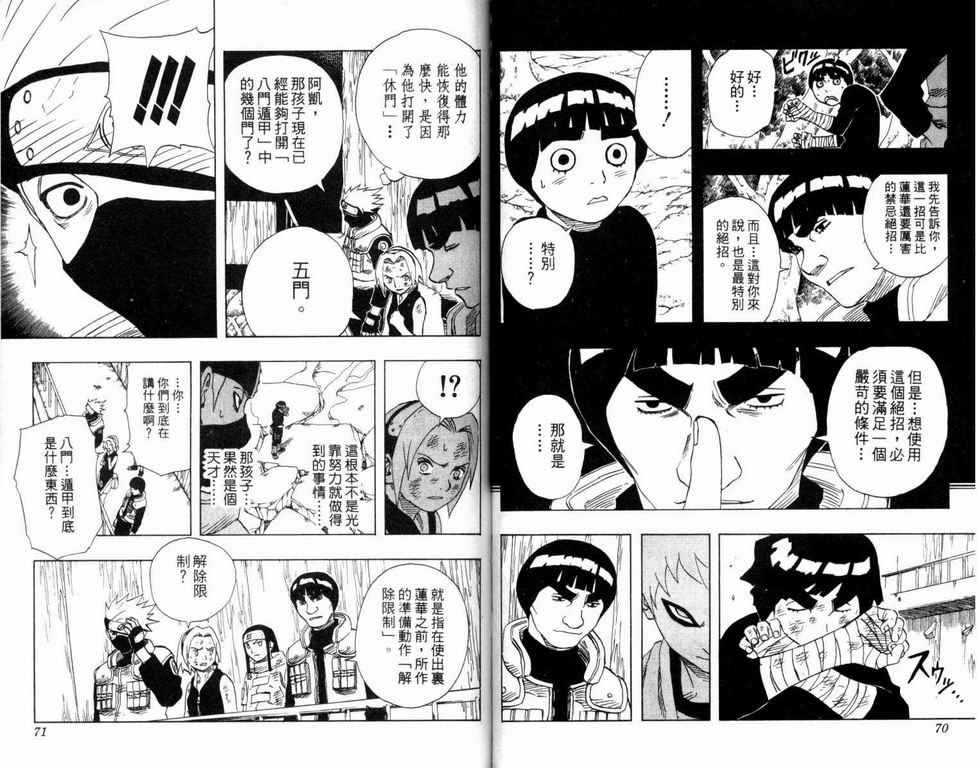 ビクッ
好…
好的…
我先告訴你，
這一招可是比
蓮華還要厲害
的禁忌絕招…
而且…這對你來
說，也是最特別
的絕招。
……！
特別
…？
但是…想使用
這個絕招，必
須要滿足一個
嚴苛的條件…
…那就是
…
スウッ…
70
他的體力
能恢復得那
麼快，是因
為他打開了
「休門」…
阿凱，
那孩子現在已
經能夠打開「
八門遁甲」中
的幾個門了？
五門。
!!!
!?
這根本不是光
靠努力就做得
到的事情……
那孩子…
果然是個
天才……
…你…
你們到底在
講什麼啊？
八門…遁甲到底
是什麼東西？
就是指在使出裏
蓮華之前，所作
的準備動作「解
除限制」。
解除限
制？
71